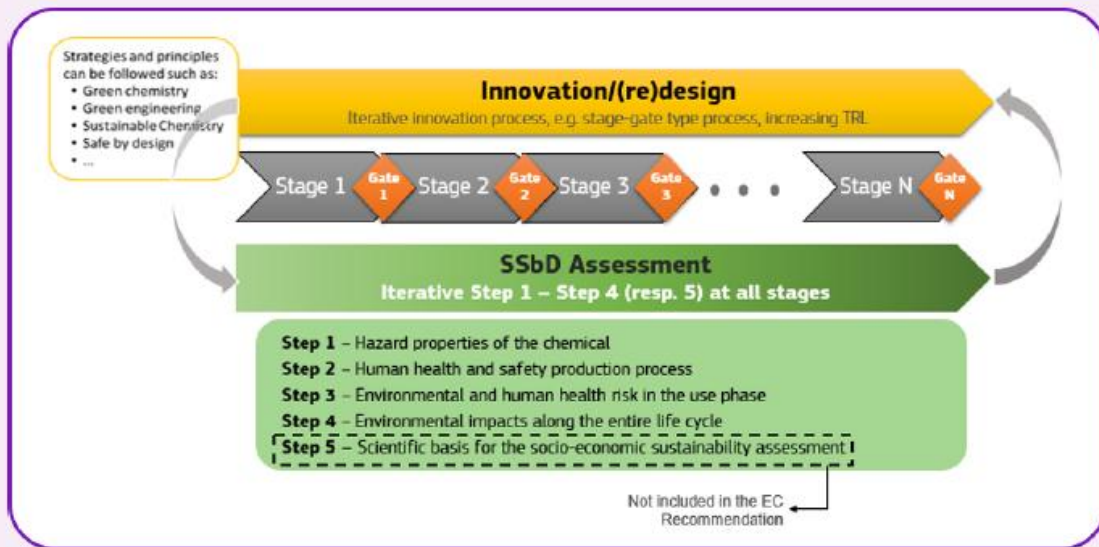 Strategies and principles
can be followed such as:
• Green chemistry
• Green engineering
• Sustainable Chemistry
• Safe by design
• ...
Innovation/(re)design
Iterative innovation process, e.g. stage-gate type process, increasing TRL
Stage 1
Gate
1
Stage 2
Gate
2
Stage 3
Gate
3
• • •
Stage N
Gate
N
SSbD Assessment
Iterative Step 1 – Step 4 (resp. 5) at all stages
Step 1 – Hazard properties of the chemical
Step 2 – Human health and safety production process
Step 3 – Environmental and human health risk in the use phase
Step 4 – Environmental impacts along the entire life cycle
Step 5 – Scientific basis for the socio-economic sustainability assessment
Not included in the EC
Recommendation